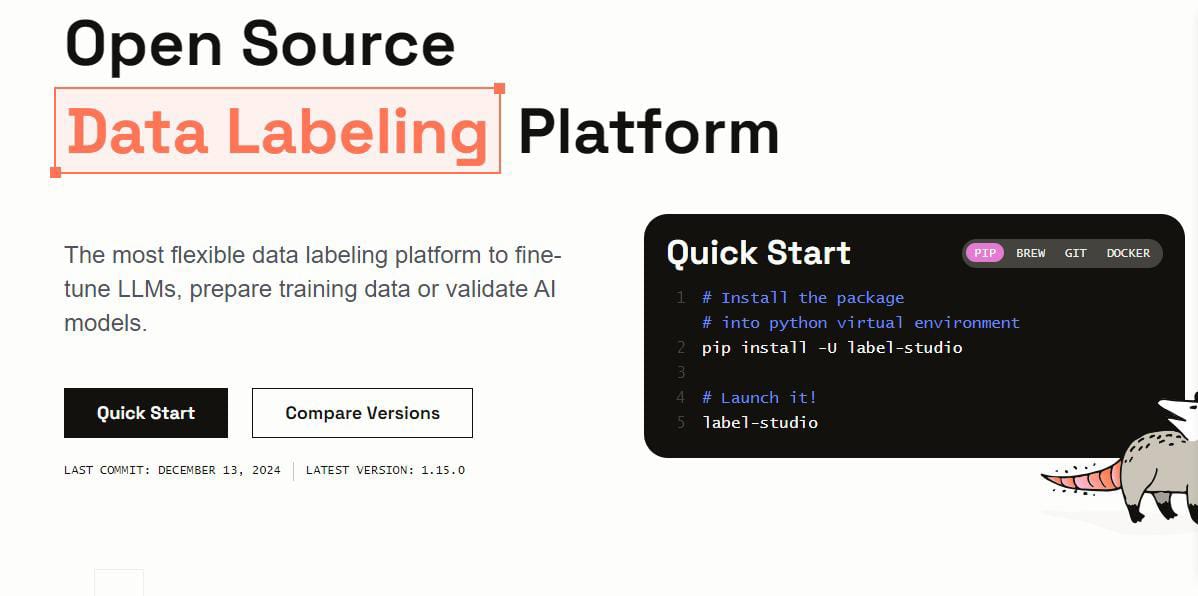 Open Source
Data Labeling Platform
The most flexible data labeling platform to fine-
tune LLMs, prepare training data or validate AI
models.
Quick Start
Compare Versions
LAST COMMIT: DECEMBER 13, 2024
LATEST VERSION: 1.15.0
Quick Start
PIP BREW GIT DOCKER
1 # Install the package
# into python virtual environment
2 pip install -U label-studio
3
4 # Launch it!
5 label-studio